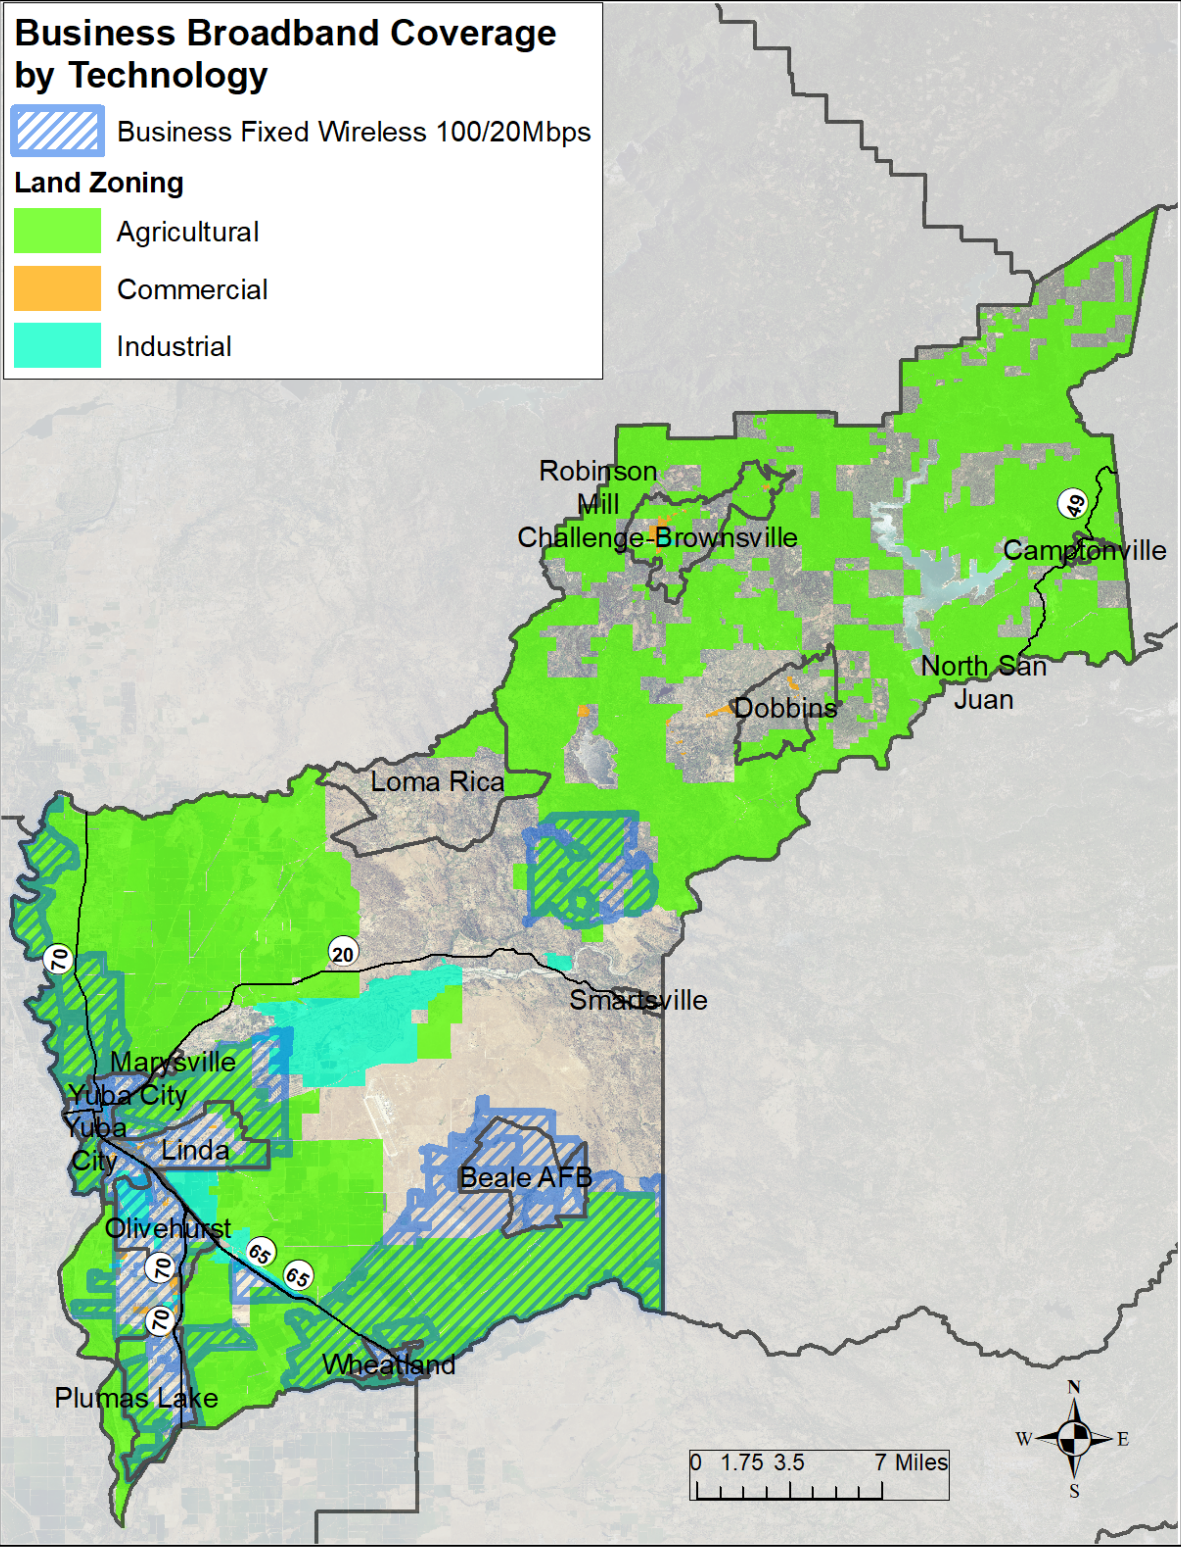 Business Broadband Coverage
by Technology
Business Fixed Wireless 100/20Mbps
Land Zoning
Agricultural
Commercial
Industrial
Robinson
Mill
Challenge-Brownsville
49
Camptonville
North San
Juan
Dobbins
Loma Rica
20
70
Smartsville
Marysville
Yuba City
Yuba
City
Linda
Beale AFB
Olivehurst
65
65
70
70
Wheatland
Plumas Lake
N
W E
S
0 1.75 3.5 7 Miles